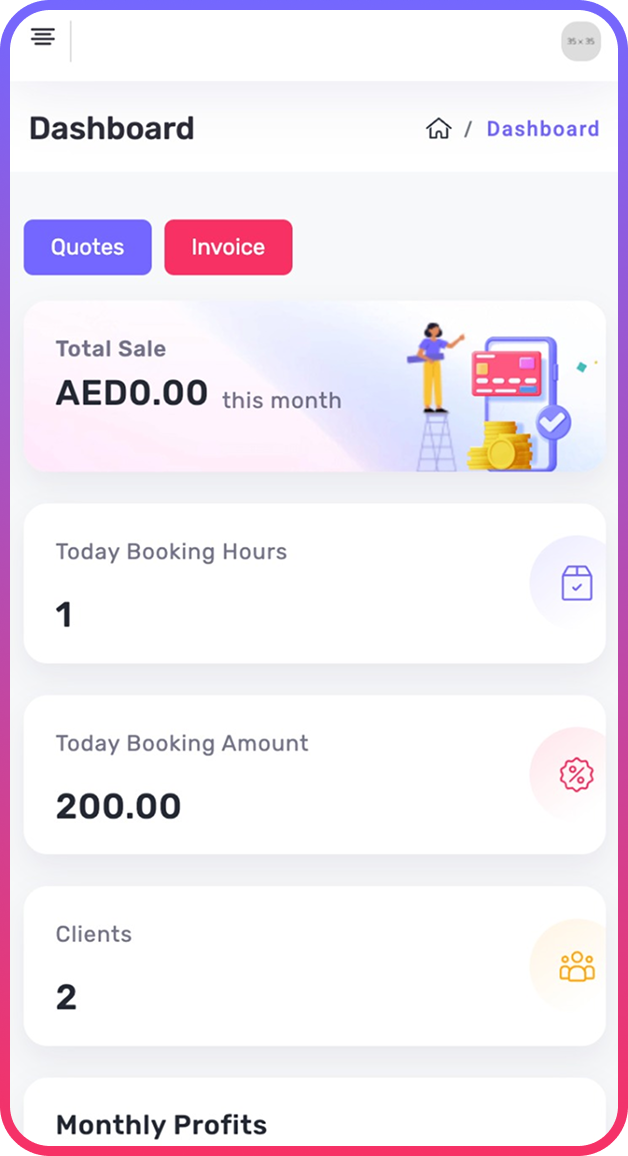 35 × 35
Dashboard
/ Dashboard
Quotes
Invoice
Total Sale
AED0.00 this month
Today Booking Hours
1
Today Booking Amount
200.00
Clients
2
Monthly Profits